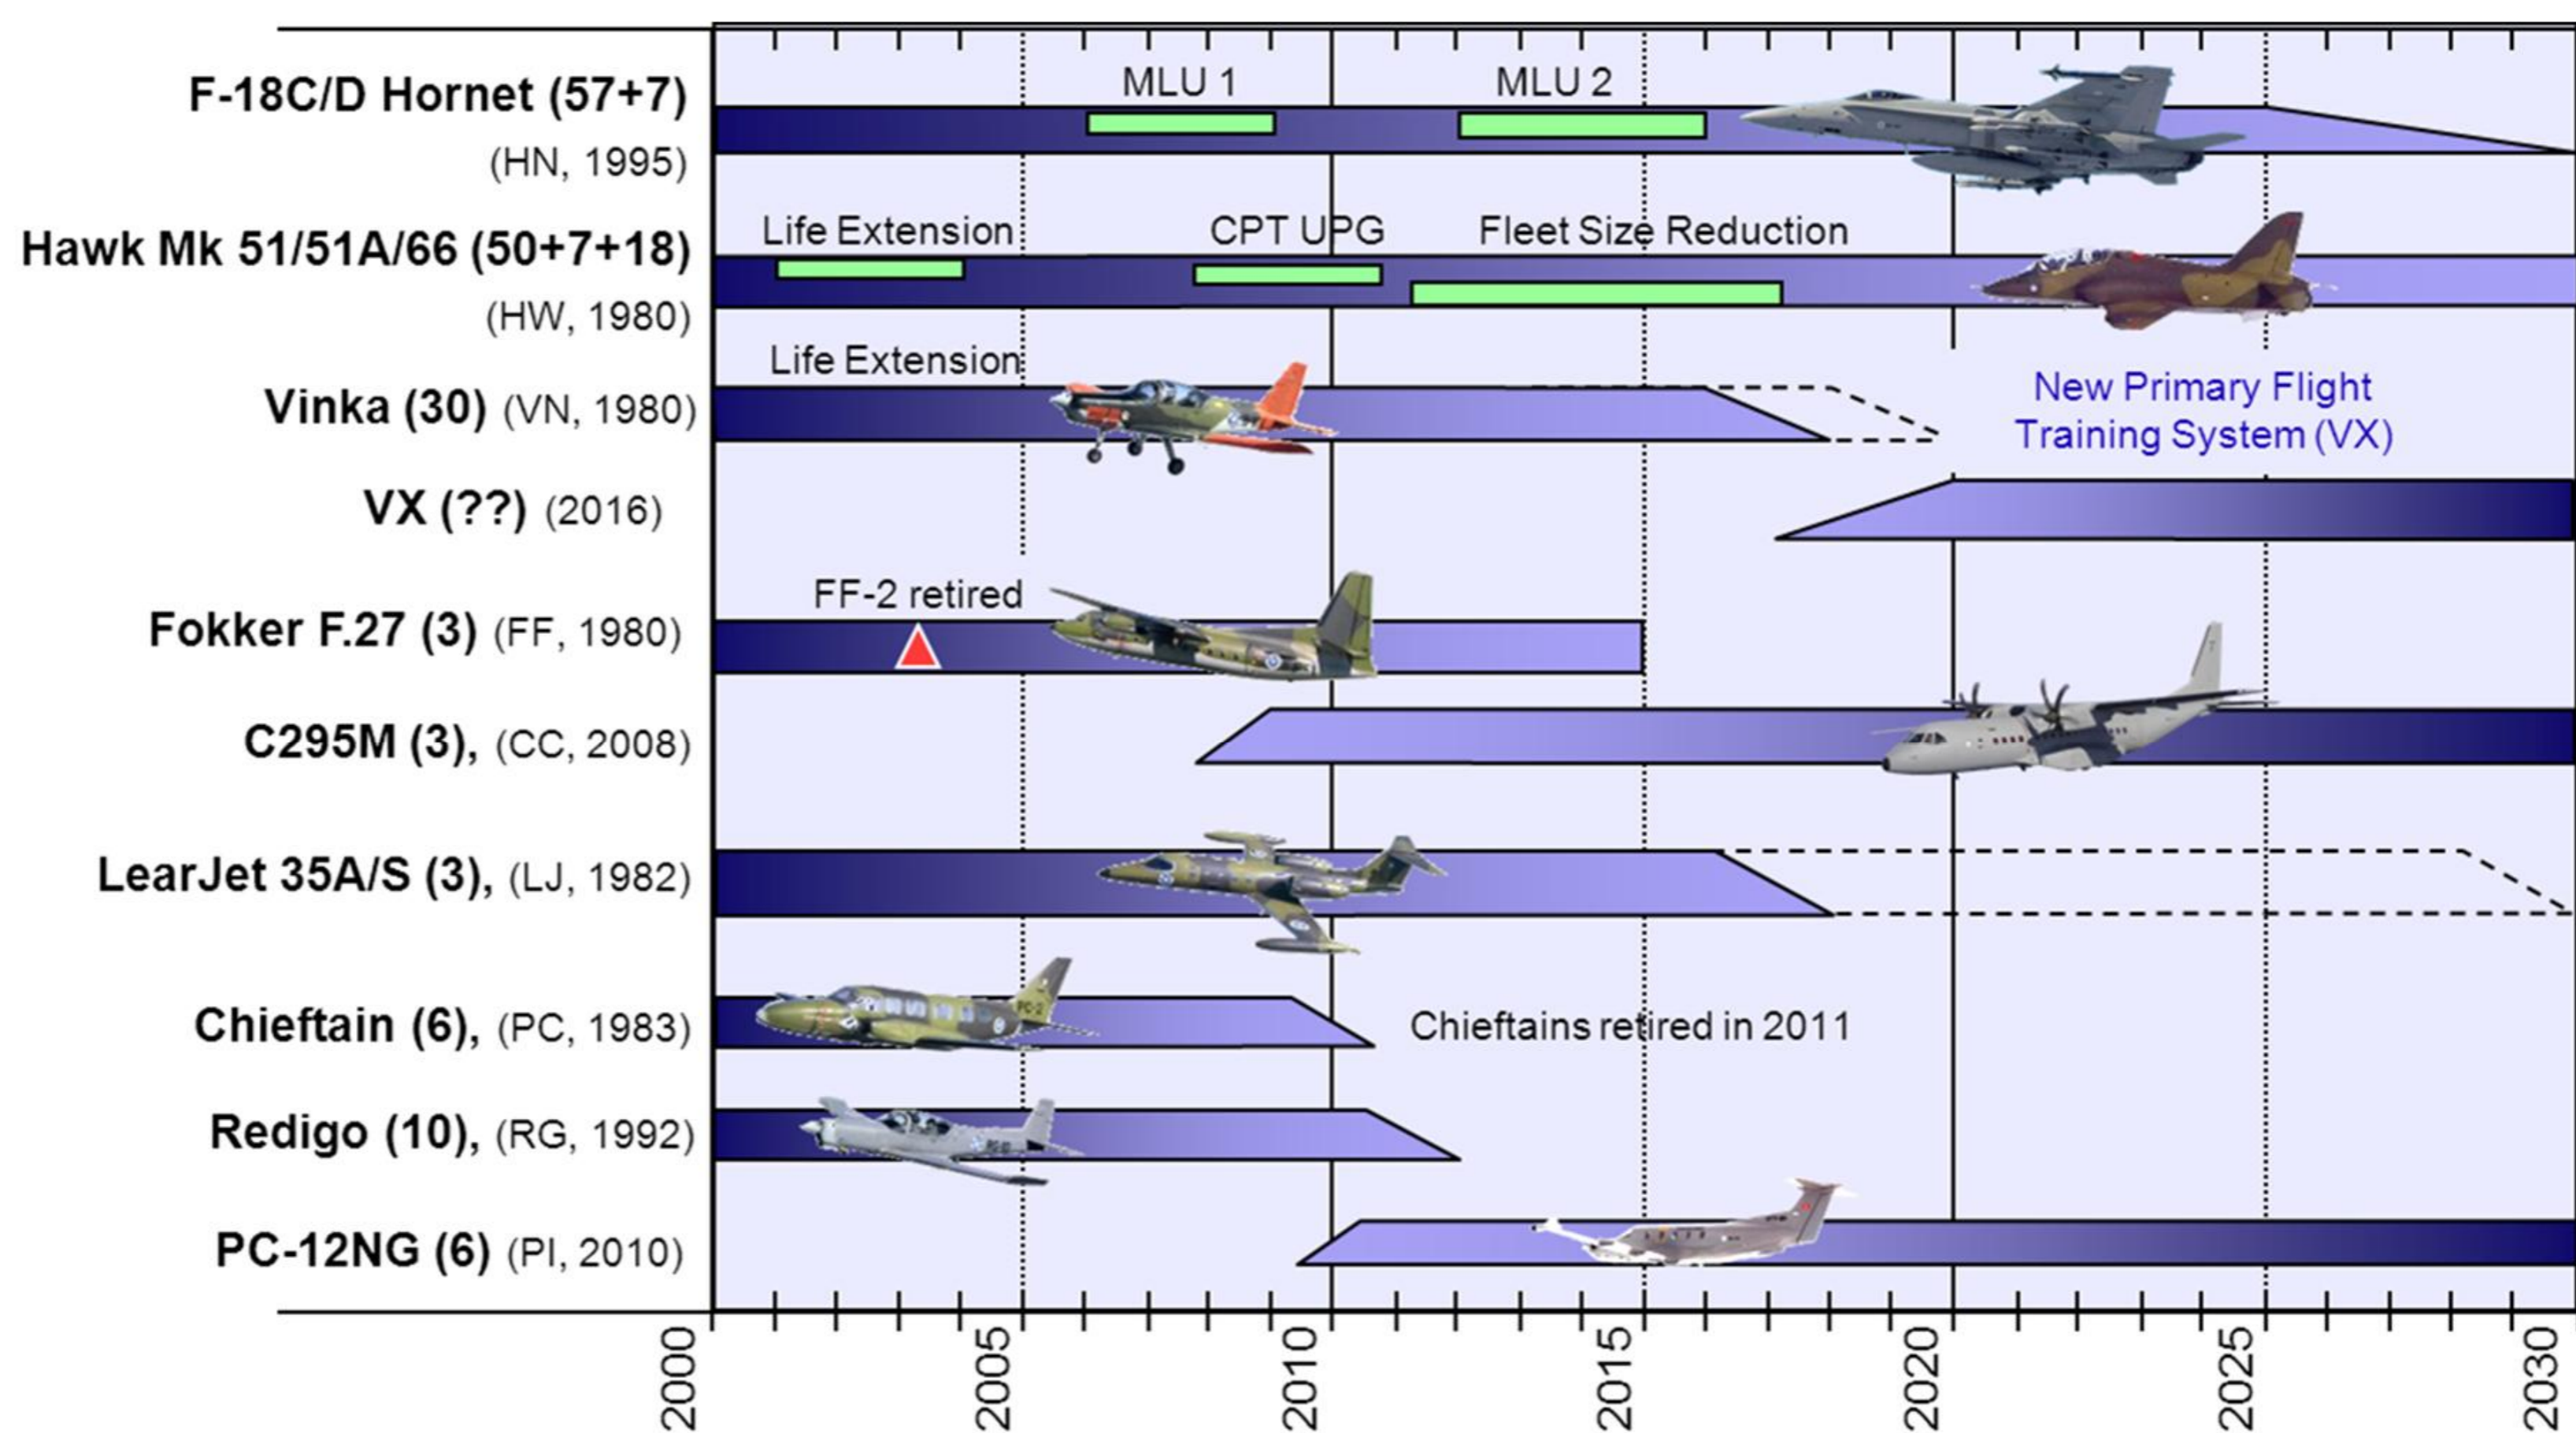 MLU 1 MLU 2
F-18C/D Hornet (57+7)
(HN, 1995)
Life Extension CPT UPG Fleet Size Reduction
Hawk Mk 51/51A/66 (50+7+18)
(HW, 1980)
Life Extension
Vinka (30) (VN, 1980)
New Primary Flight
Training System (VX)
VX (??) (2016)
FF-2 retired
Fokker F.27 (3) (FF, 1980)
C295M (3), (CC, 2008)
LearJet 35A/S (3), (LJ, 1982)
Chieftain (6), (PC, 1983) Chieftains retired in 2011
Redigo (10), (RG, 1992)
PC-12NG (6) (PI, 2010)
2000 2005 2010 2015 2020 2025 2030